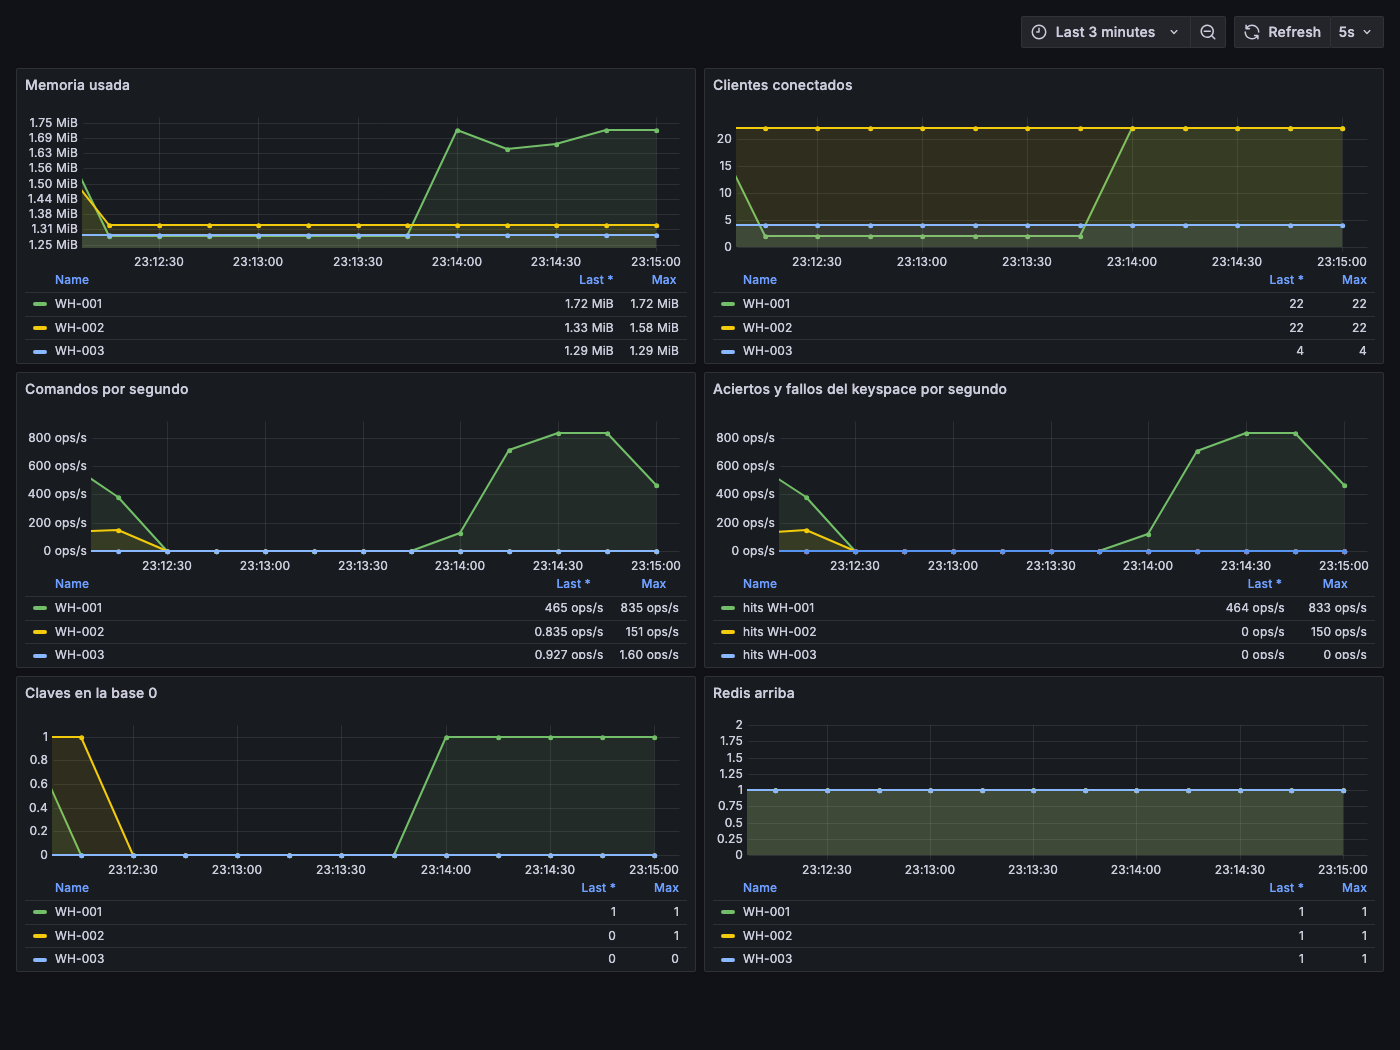 Last 3 minutes Refresh 5s
Memoria usada
1.75 MiB
1.69 MiB
1.63 MiB
1.56 MiB
1.50 MiB
1.44 MiB
1.38 MiB
1.31 MiB
1.25 MiB
23:12:30 23:13:00 23:13:30 23:14:00 23:14:30 23:15:00
Name Last * Max
WH-001 1.72 MiB 1.72 MiB
WH-002 1.33 MiB 1.58 MiB
WH-003 1.29 MiB 1.29 MiB
Clientes conectados
20
15
10
5
0
23:12:30 23:13:00 23:13:30 23:14:00 23:14:30 23:15:00
Name Last * Max
WH-001 22 22
WH-002 22 22
WH-003 4 4
Comandos por segundo
800 ops/s
600 ops/s
400 ops/s
200 ops/s
0 ops/s
23:12:30 23:13:00 23:13:30 23:14:00 23:14:30 23:15:00
Name Last * Max
WH-001 465 ops/s 835 ops/s
WH-002 0.835 ops/s 151 ops/s
WH-003 0.927 ops/s 1.60 ops/s
Aciertos y fallos del keyspace por segundo
800 ops/s
600 ops/s
400 ops/s
200 ops/s
0 ops/s
23:12:30 23:13:00 23:13:30 23:14:00 23:14:30 23:15:00
Name Last * Max
hits WH-001 464 ops/s 833 ops/s
hits WH-002 0 ops/s 150 ops/s
hits WH-003 0 ops/s 0 ops/s
Claves en la base 0
1
0.8
0.6
0.4
0.2
0
23:12:30 23:13:00 23:13:30 23:14:00 23:14:30 23:15:00
Name Last * Max
WH-001 1 1
WH-002 0 1
WH-003 0 0
Redis arriba
2
1.75
1.5
1.25
1
0.75
0.5
0.25
0
23:12:30 23:13:00 23:13:30 23:14:00 23:14:30 23:15:00
Name Last * Max
WH-001 1 1
WH-002 1 1
WH-003 1 1